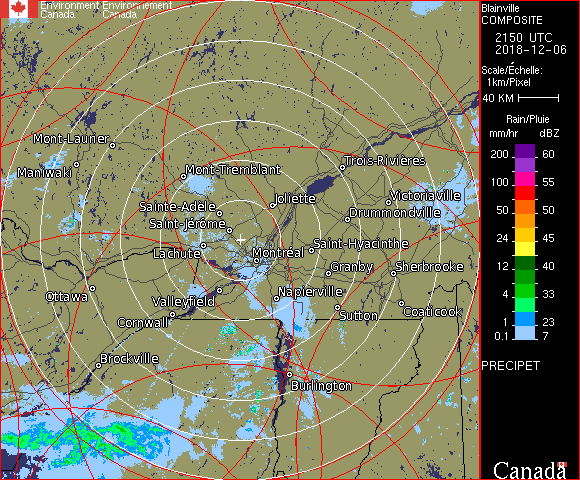 Environment Environnement
Canada Canada
Blainville
COMPOSITE
2150 UTC
2018-12-06
Scale/Échelle:
1km/Pixel
40 KM
Rain/Pluie
mm/hr dBZ
200 60
100 55
50 50
24 45
12 40
4 33
1 23
0.1 7
PRECIPET
Canada
Mont-Laurier
Maniwaki
Mont-Tremblant
Trois-Rivières
Sainte-Adele
Joliette
Victoriaville
Drummondville
Saint-Jérome
Saint-Hyacinthe
Lachute
Montréal
Granby
Sherbrooke
Ottawa
Valleyfield
Napierville
Cornwall
Sutton
Coaticook
Brockville
Burlington